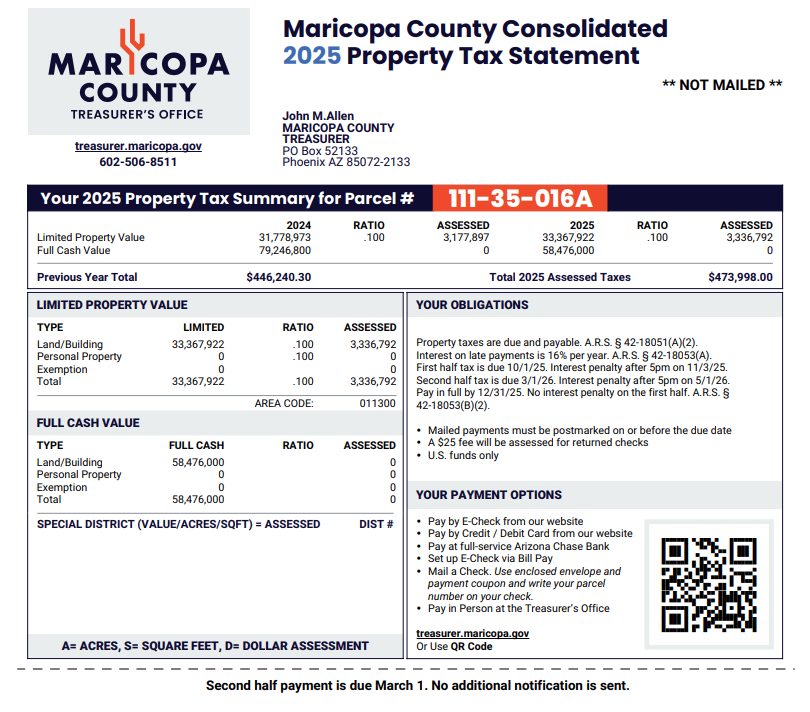 MARICOPA
COUNTY
TREASURER'S OFFICE
treasurer.maricopa.gov
602-506-8511
Maricopa County Consolidated
2025 Property Tax Statement
** NOT MAILED **
John M.Allen
MARICOPA COUNTY
TREASURER
PO Box 52133
Phoenix AZ 85072-2133
Your 2025 Property Tax Summary for Parcel # 111-35-016A
2024 RATIO ASSESSED 2025 RATIO ASSESSED
Limited Property Value 31,778,973 .100 3,177,897 33,367,922 .100 3,336,792
Full Cash Value 79,246,800 0 58,476,000 0
Previous Year Total $446,240.30 Total 2025 Assessed Taxes $473,998.00
LIMITED PROPERTY VALUE
TYPE LIMITED RATIO ASSESSED
Land/Building 33,367,922 .100 3,336,792
Personal Property 0 .100 0
Exemption 0 0
Total 33,367,922 .100 3,336,792
AREA CODE: 011300
FULL CASH VALUE
TYPE FULL CASH RATIO ASSESSED
Land/Building 58,476,000 0
Personal Property 0 0
Exemption 0 0
Total 58,476,000 0
SPECIAL DISTRICT (VALUE/ACRES/SQFT) = ASSESSED DIST #
A= ACRES, S= SQUARE FEET, D= DOLLAR ASSESSMENT
YOUR OBLIGATIONS
Property taxes are due and payable. A.R.S. § 42-18051(A)(2).
Interest on late payments is 16% per year. A.R.S. § 42-18053(A).
First half tax is due 10/1/25. Interest penalty after 5pm on 11/3/25.
Second half tax is due 3/1/26. Interest penalty after 5pm on 5/1/26.
Pay in full by 12/31/25. No interest penalty on the first half. A.R.S. §
42-18053(B)(2).
• Mailed payments must be postmarked on or before the due date
• A $25 fee will be assessed for returned checks
• U.S. funds only
YOUR PAYMENT OPTIONS
• Pay by E-Check from our website
• Pay by Credit / Debit Card from our website
• Pay at full-service Arizona Chase Bank
• Set up E-Check via Bill Pay
• Mail a Check. Use enclosed envelope and
payment coupon and write your parcel
number on your check.
• Pay in Person at the Treasurer's Office
treasurer.maricopa.gov
Or Use QR Code
Second half payment is due March 1. No additional notification is sent.